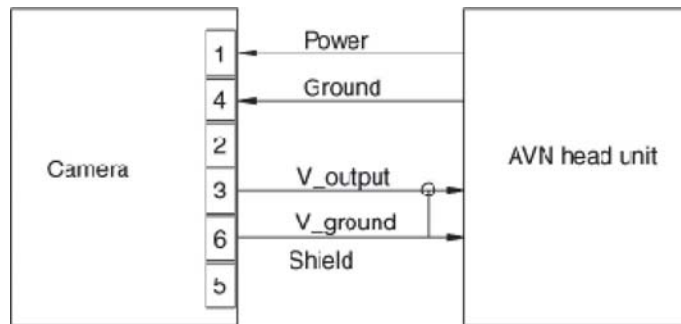 Power
1
Ground
4
2
Camera
AVN head unit
V_output
3
V_ground
6
Shield
5